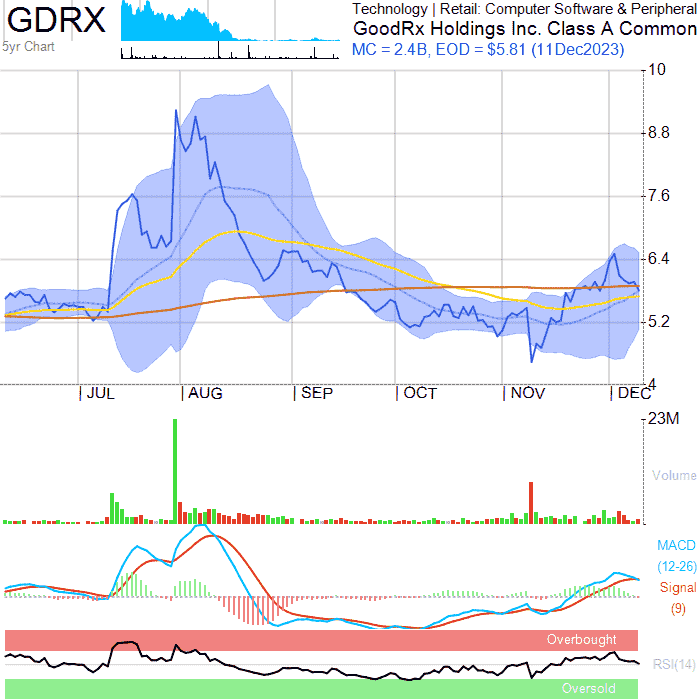 GDRX
5yr Chart
Technology | Retail: Computer Software & Peripheral
GoodRx Holdings Inc. Class A Common
MC = 2.4B, EOD = $5.81 (11Dec2023)
10
8.8
7.6
6.4
5.2
4
JUL
AUG
SEP
OCT
NOV
DEC
23M
Volume
MACD
(12-26)
Signal
(9)
Overbought
RSI(14)
Oversold